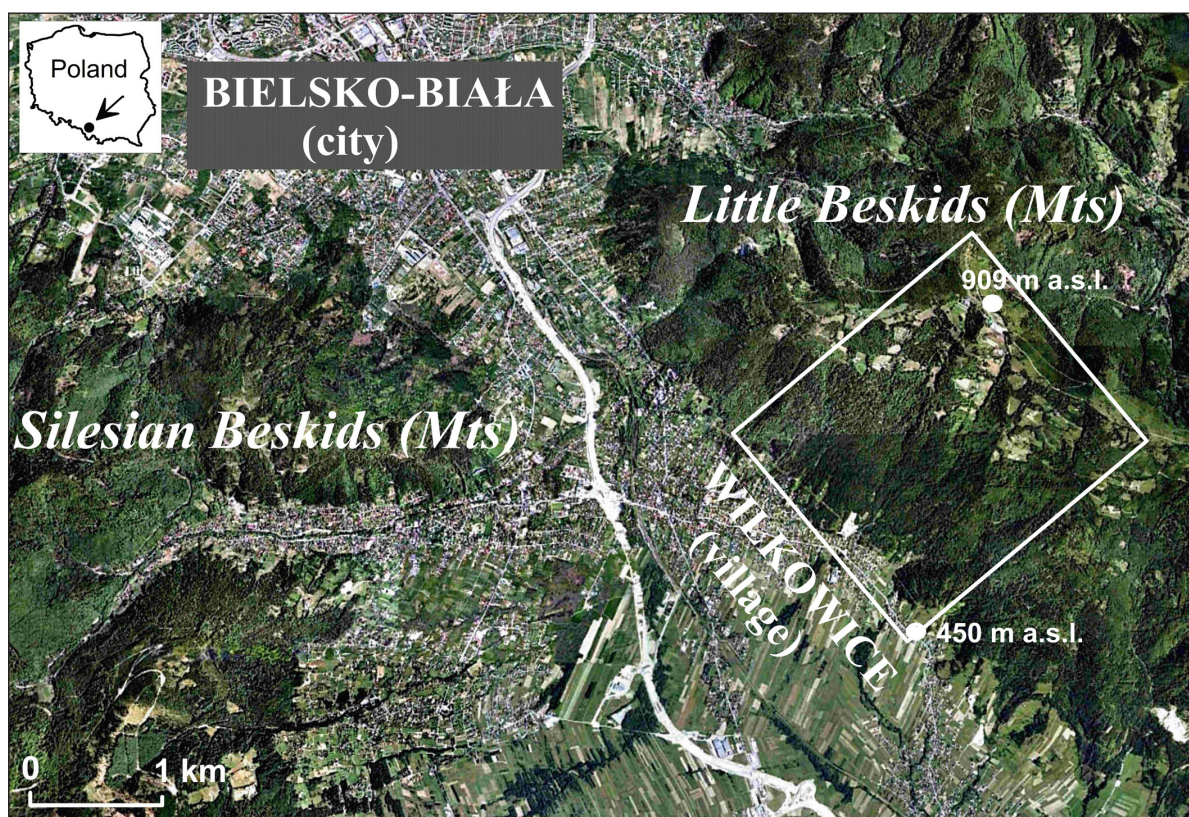 Poland
BIELSKO-BIAŁA
(city)
Little Beskids (Mts)
909 m a.s.l.
Silesian Beskids (Mts)
WILKOWICE
(village)
450 m a.s.l.
0 1 km